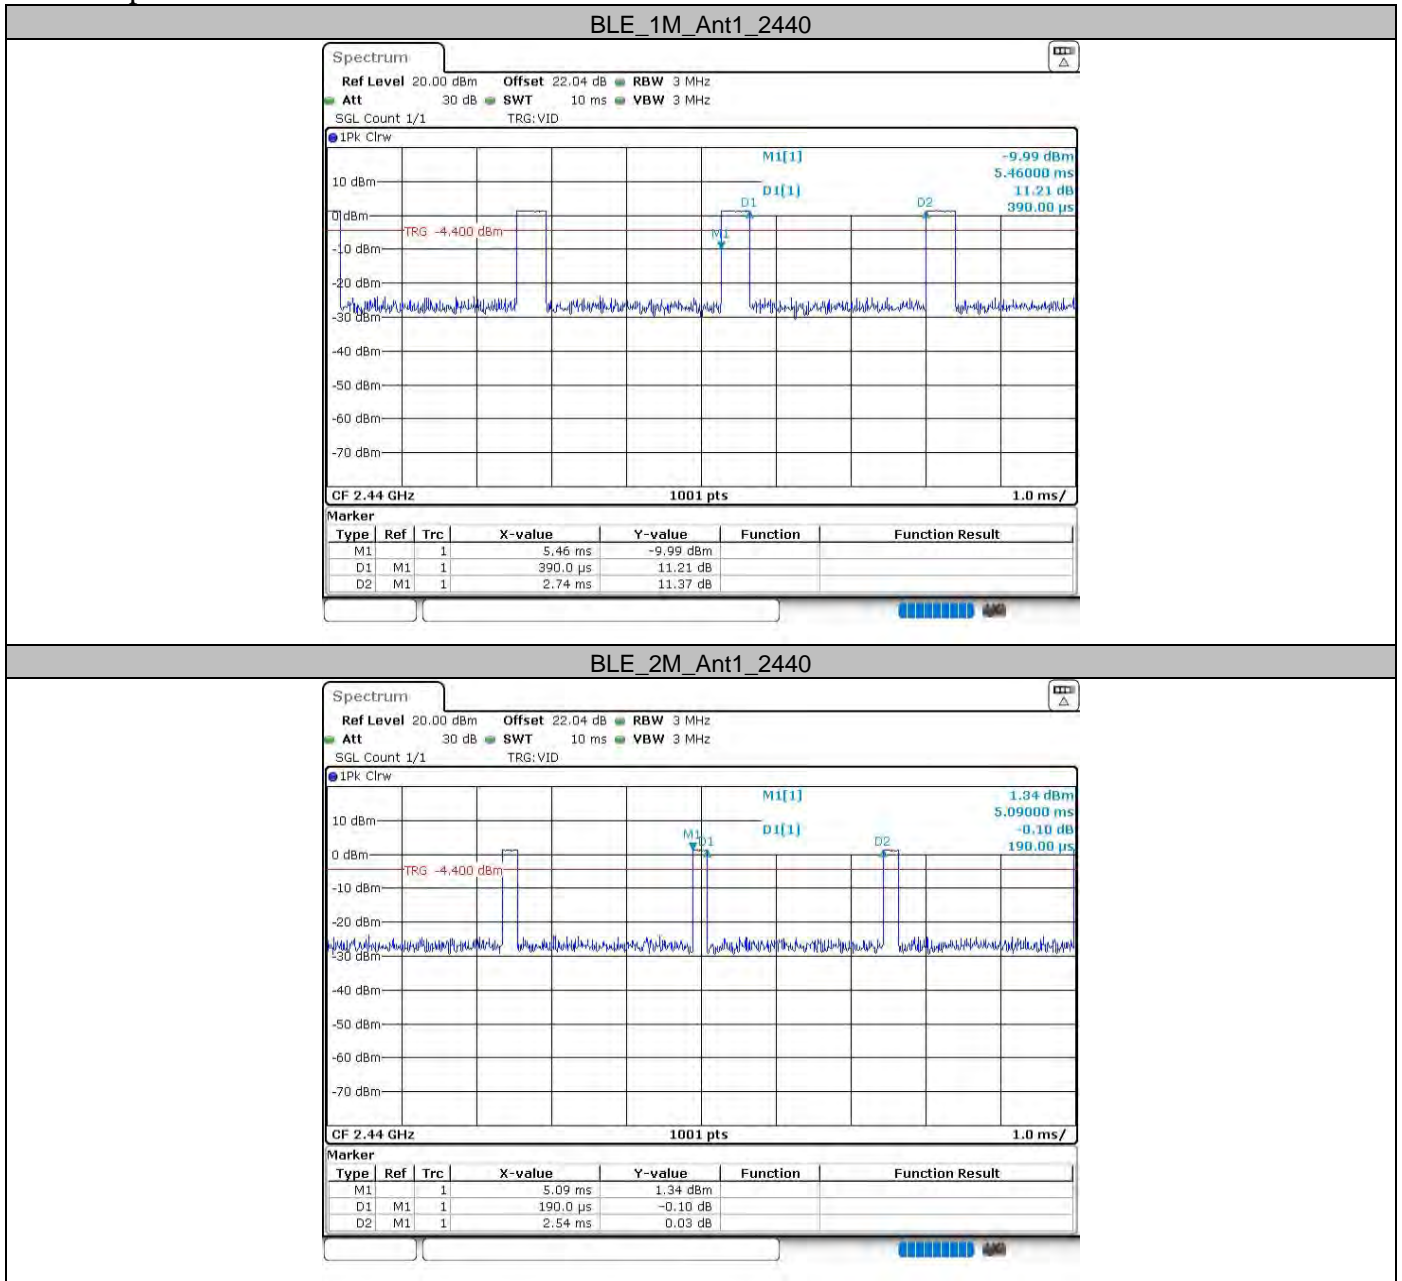 BLE_1M_Ant1_2440
Spectrum
Ref Level 20.00 dBm Offset 22.04 dB RBW 3 MHz
Att 30 dB SWT 10 ms VBW 3 MHz
SGL Count 1/1 TRG:VID
1Pk Clrw
M1[1] -9.99 dBm
5.46000 ms
10 dBm
D1[1] 11.21 dB
390.00 µs
D1 D2
0 dBm
TRG -4.400 dBm
M1
-10 dBm
-20 dBm
-30 dBm
-40 dBm
-50 dBm
-60 dBm
-70 dBm
CF 2.44 GHz 1001 pts 1.0 ms/
Marker
Type Ref Trc X-value Y-value Function Function Result
M1 1 5.46 ms -9.99 dBm
D1 M1 1 390.0 µs 11.21 dB
D2 M1 1 2.74 ms 11.37 dB
BLE_2M_Ant1_2440
Spectrum
Ref Level 20.00 dBm Offset 22.04 dB RBW 3 MHz
Att 30 dB SWT 10 ms VBW 3 MHz
SGL Count 1/1 TRG:VID
1Pk Clrw
M1[1] 1.34 dBm
5.09000 ms
10 dBm
D1[1] -0.10 dB
190.00 µs
M1 D1 D2
0 dBm
TRG -4.400 dBm
-10 dBm
-20 dBm
-30 dBm
-40 dBm
-50 dBm
-60 dBm
-70 dBm
CF 2.44 GHz 1001 pts 1.0 ms/
Marker
Type Ref Trc X-value Y-value Function Function Result
M1 1 5.09 ms 1.34 dBm
D1 M1 1 190.0 µs -0.10 dB
D2 M1 1 2.54 ms 0.03 dB